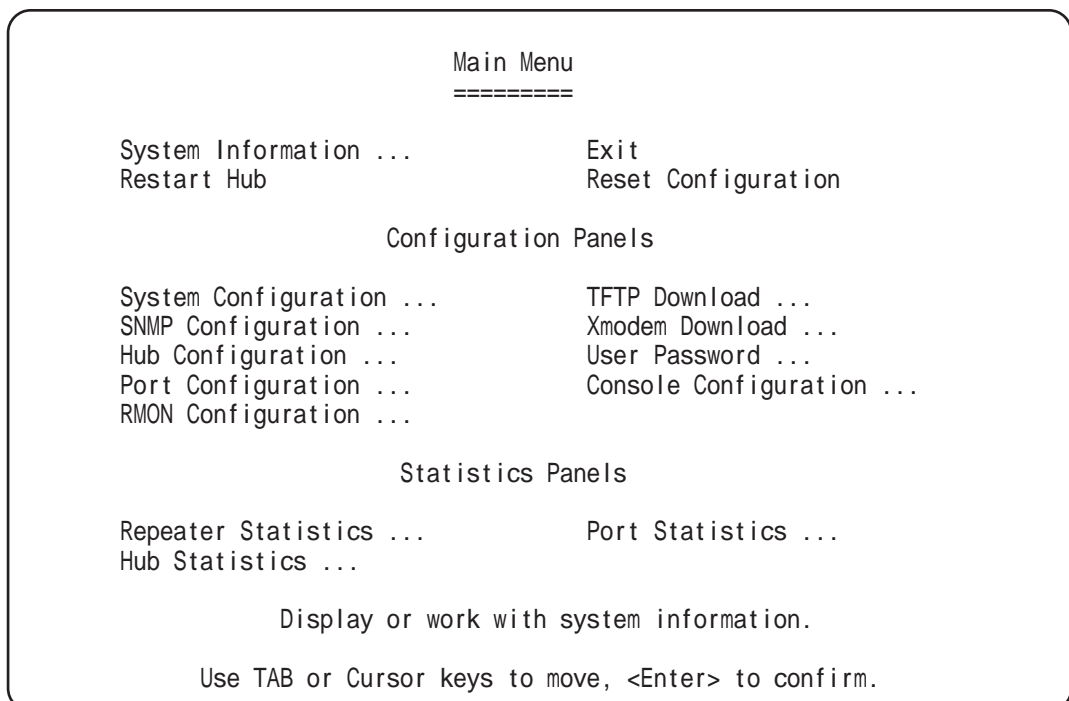 Main Menu
=========
System Information ... Exit
Restart Hub Reset Configuration
Configuration Panels
System Configuration ... TFTP Download ...
SNMP Configuration ... Xmodem Download ...
Hub Configuration ... User Password ...
Port Configuration ... Console Configuration ...
RMON Configuration ...
Statistics Panels
Repeater Statistics ... Port Statistics ...
Hub Statistics ...
Display or work with system information.
Use TAB or Cursor keys to move, <Enter> to confirm.